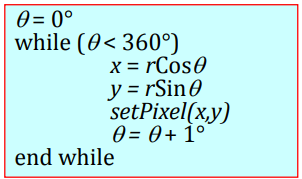 θ = 0°
while (θ < 360°)
x = rCosθ
y = rSinθ
setPixel(x,y)
θ = θ + 1°
end while